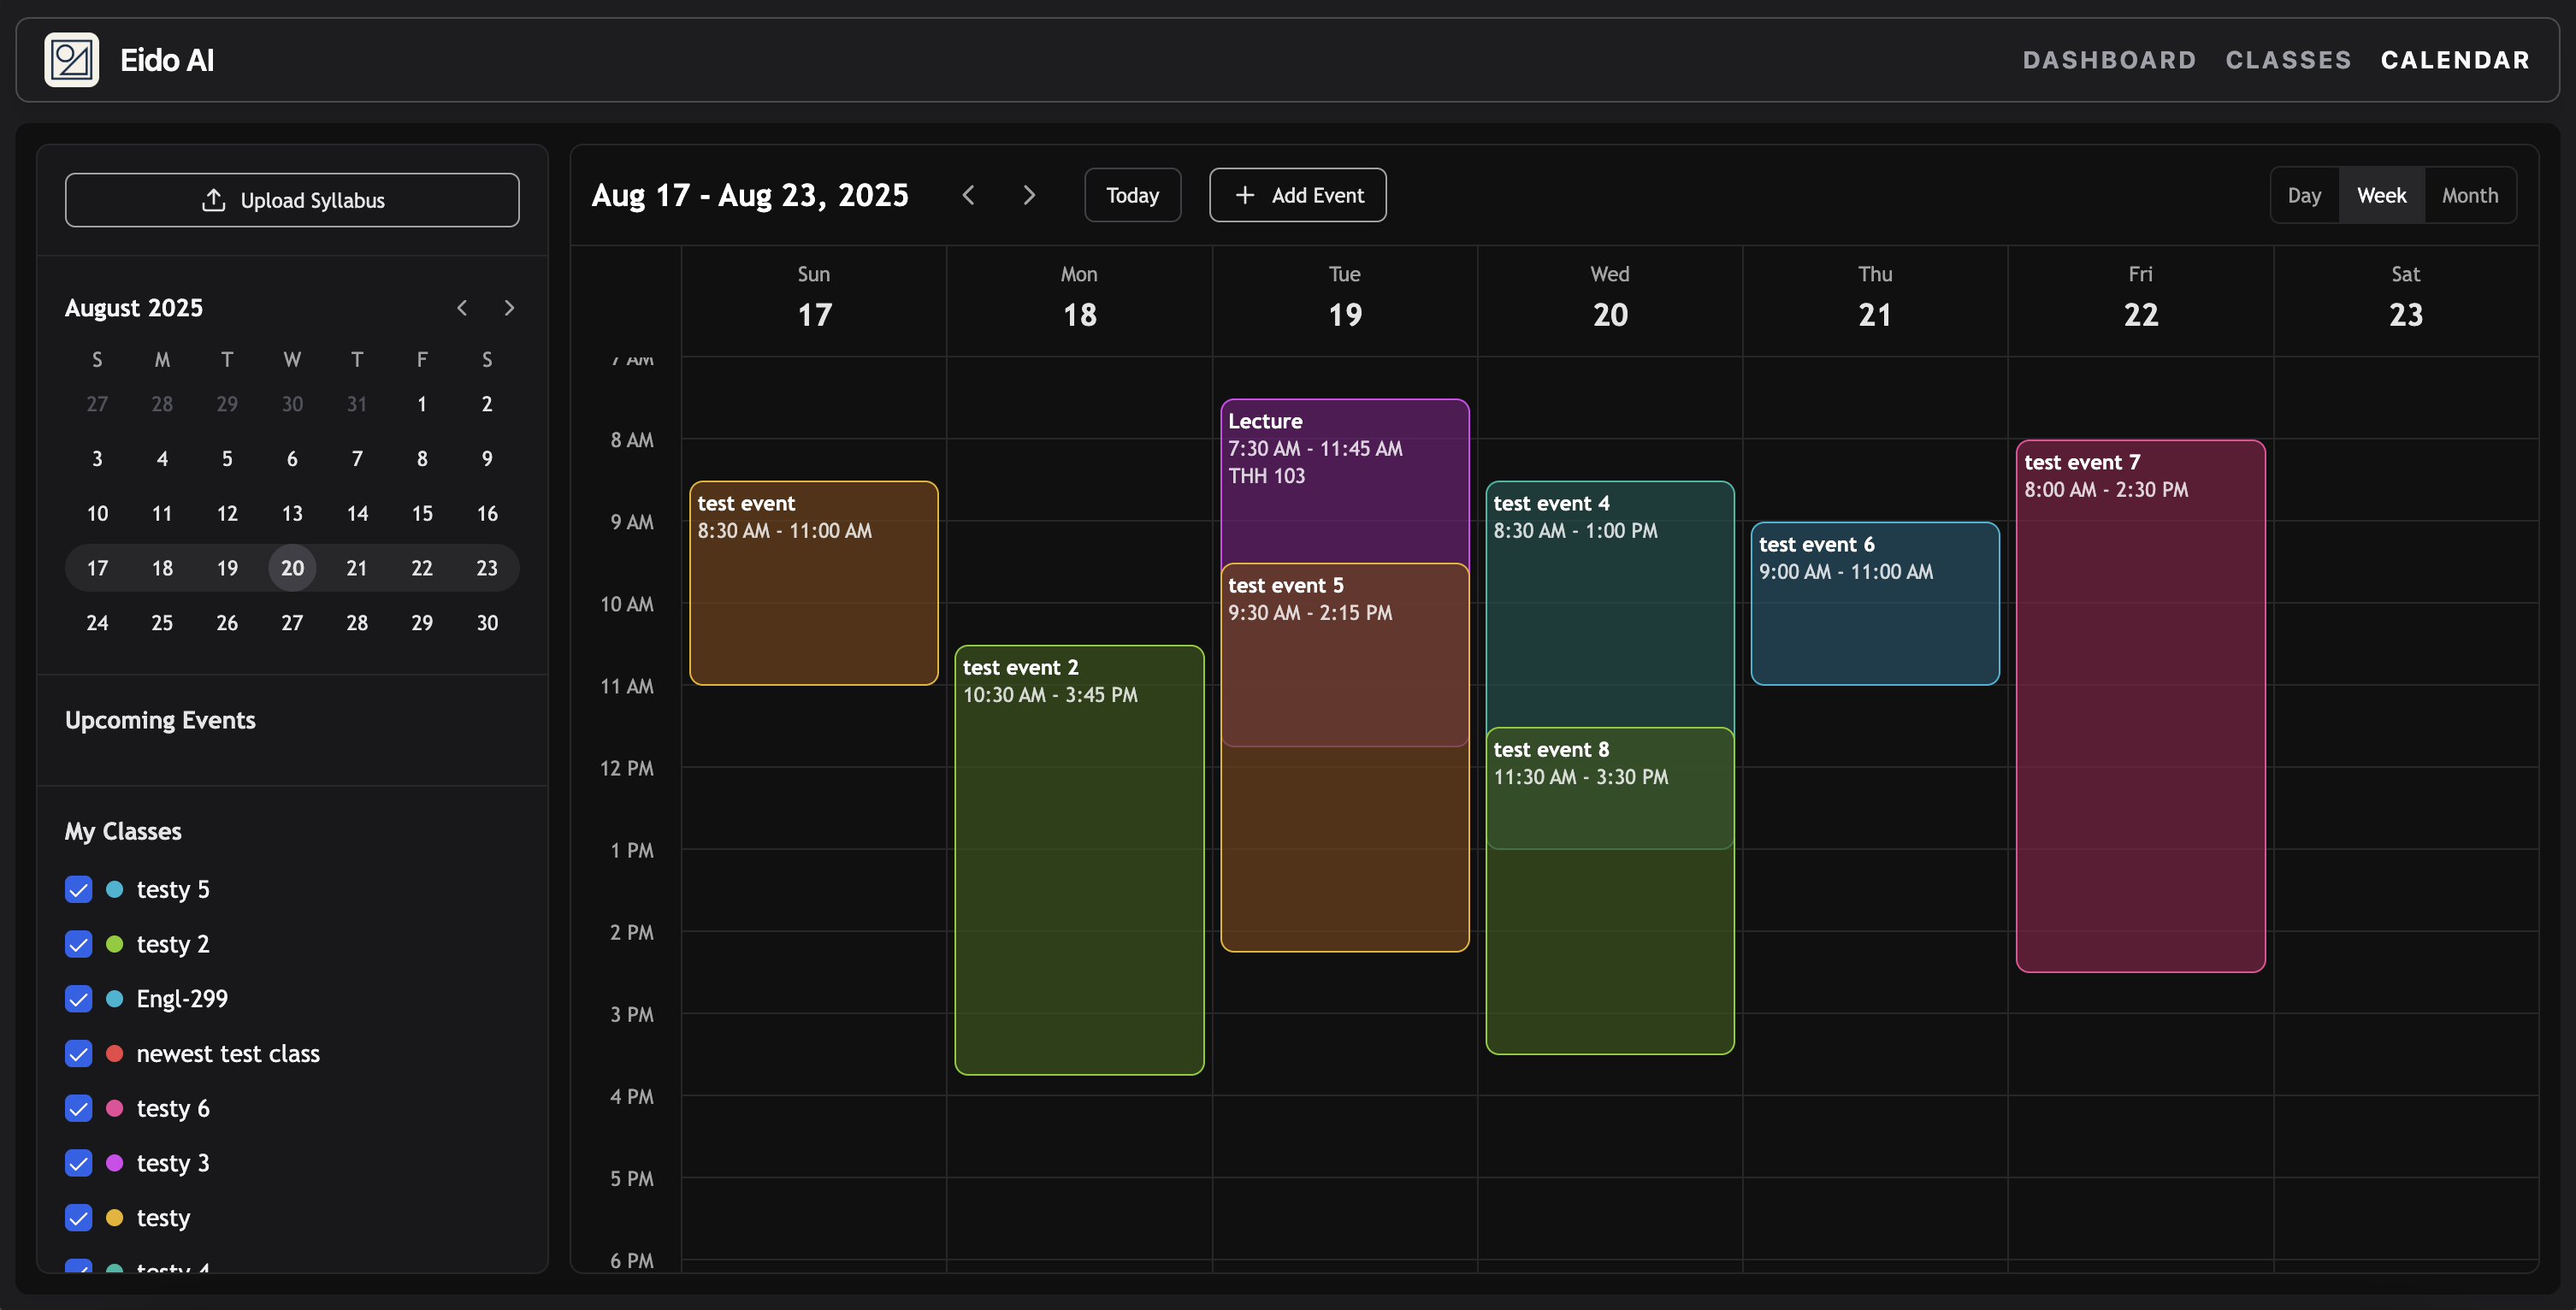 Eido AI
DASHBOARD CLASSES CALENDAR
Upload Syllabus
August 2025
S M T W T F S
27 28 29 30 31 1 2
3 4 5 6 7 8 9
10 11 12 13 14 15 16
17 18 19 20 21 22 23
24 25 26 27 28 29 30
Upcoming Events
My Classes
testy 5
testy 2
Engl-299
newest test class
testy 6
testy 3
testy
testy 4
Aug 17 - Aug 23, 2025
Today
Add Event
Day Week Month
Sun Mon Tue Wed Thu Fri Sat
17 18 19 20 21 22 23
7 AM
8 AM
9 AM
10 AM
11 AM
12 PM
1 PM
2 PM
3 PM
4 PM
5 PM
6 PM
test event
8:30 AM - 11:00 AM
test event 2
10:30 AM - 3:45 PM
Lecture
7:30 AM - 11:45 AM
THH 103
test event 5
9:30 AM - 2:15 PM
test event 4
8:30 AM - 1:00 PM
test event 8
11:30 AM - 3:30 PM
test event 6
9:00 AM - 11:00 AM
test event 7
8:00 AM - 2:30 PM